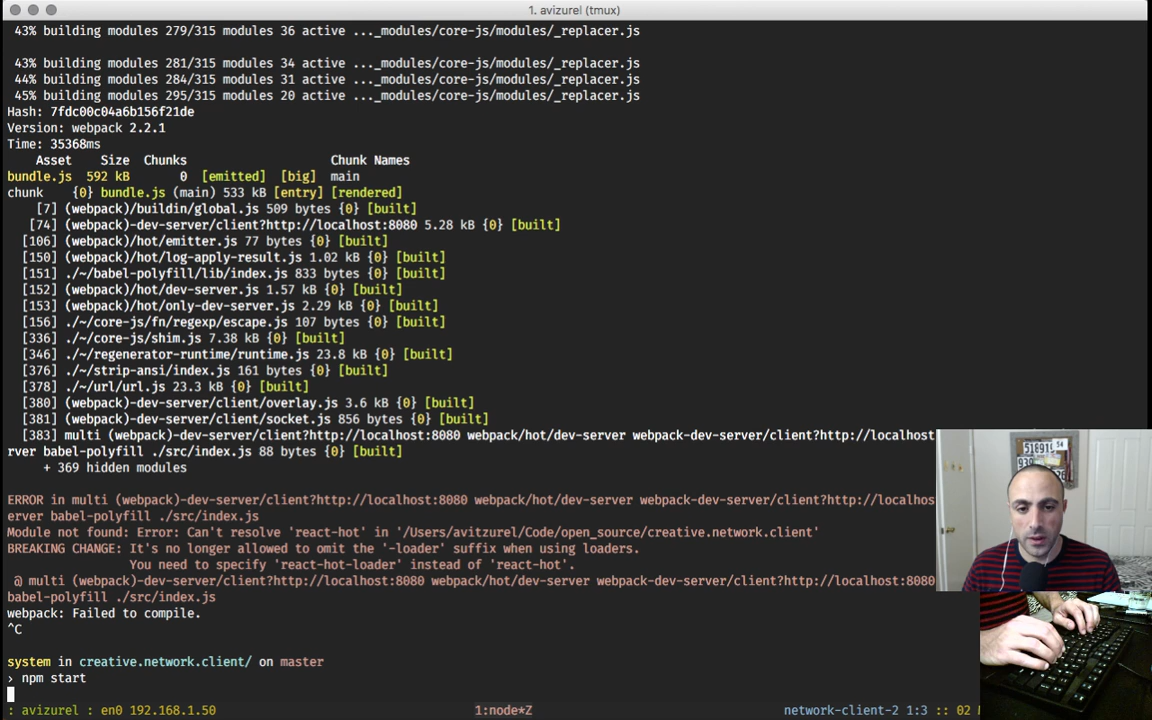 1. avizurel (tmux)
43% building modules 279/315 modules 36 active ..._modules/core-js/modules/_replacer.js
43% building modules 281/315 modules 34 active ..._modules/core-js/modules/_replacer.js
44% building modules 284/315 modules 31 active ..._modules/core-js/modules/_replacer.js
45% building modules 295/315 modules 20 active ..._modules/core-js/modules/_replacer.js
Hash: 7fdc00c04a6b156f21de
Version: webpack 2.2.1
Time: 35368ms
Asset Size Chunks Chunk Names
bundle.js 592 kB 0 [emitted] [big] main
chunk {0} bundle.js (main) 533 kB [entry] [rendered]
[7] (webpack)/buildin/global.js 509 bytes {0} [built]
[74] (webpack)-dev-server/client?http://localhost:8080 5.28 kB {0} [built]
[106] (webpack)/hot/emitter.js 77 bytes {0} [built]
[150] (webpack)/hot/log-apply-result.js 1.02 kB {0} [built]
[151] ./~/babel-polyfill/lib/index.js 833 bytes {0} [built]
[152] (webpack)/hot/dev-server.js 1.57 kB {0} [built]
[153] (webpack)/hot/only-dev-server.js 2.29 kB {0} [built]
[156] ./~/core-js/fn/regexp/escape.js 107 bytes {0} [built]
[336] ./~/core-js/shim.js 7.38 kB {0} [built]
[346] ./~/regenerator-runtime/runtime.js 23.8 kB {0} [built]
[376] ./~/strip-ansi/index.js 161 bytes {0} [built]
[378] ./~/url/url.js 23.3 kB {0} [built]
[380] (webpack)-dev-server/client/overlay.js 3.6 kB {0} [built]
[381] (webpack)-dev-server/client/socket.js 856 bytes {0} [built]
[383] multi (webpack)-dev-server/client?http://localhost:8080 webpack/hot/dev-server webpack-dev-server/client?http://localhost
rver babel-polyfill ./src/index.js 88 bytes {0} [built]
+ 369 hidden modules
ERROR in multi (webpack)-dev-server/client?http://localhost:8080 webpack/hot/dev-server webpack-dev-server/client?http://localhos
erver babel-polyfill ./src/index.js
Module not found: Error: Can't resolve 'react-hot' in '/Users/avitzurel/Code/open_source/creative.network.client'
BREAKING CHANGE: It's no longer allowed to omit the '-loader' suffix when using loaders.
You need to specify 'react-hot-loader' instead of 'react-hot'.
@ multi (webpack)-dev-server/client?http://localhost:8080 webpack/hot/dev-server webpack-dev-server/client?http://localhost:8080
babel-polyfill ./src/index.js
webpack: Failed to compile.
^C
system in creative.network.client/ on master
› npm start
: avizurel : en0 192.168.1.50 1:node*Z network-client-2 1:3 :: 02